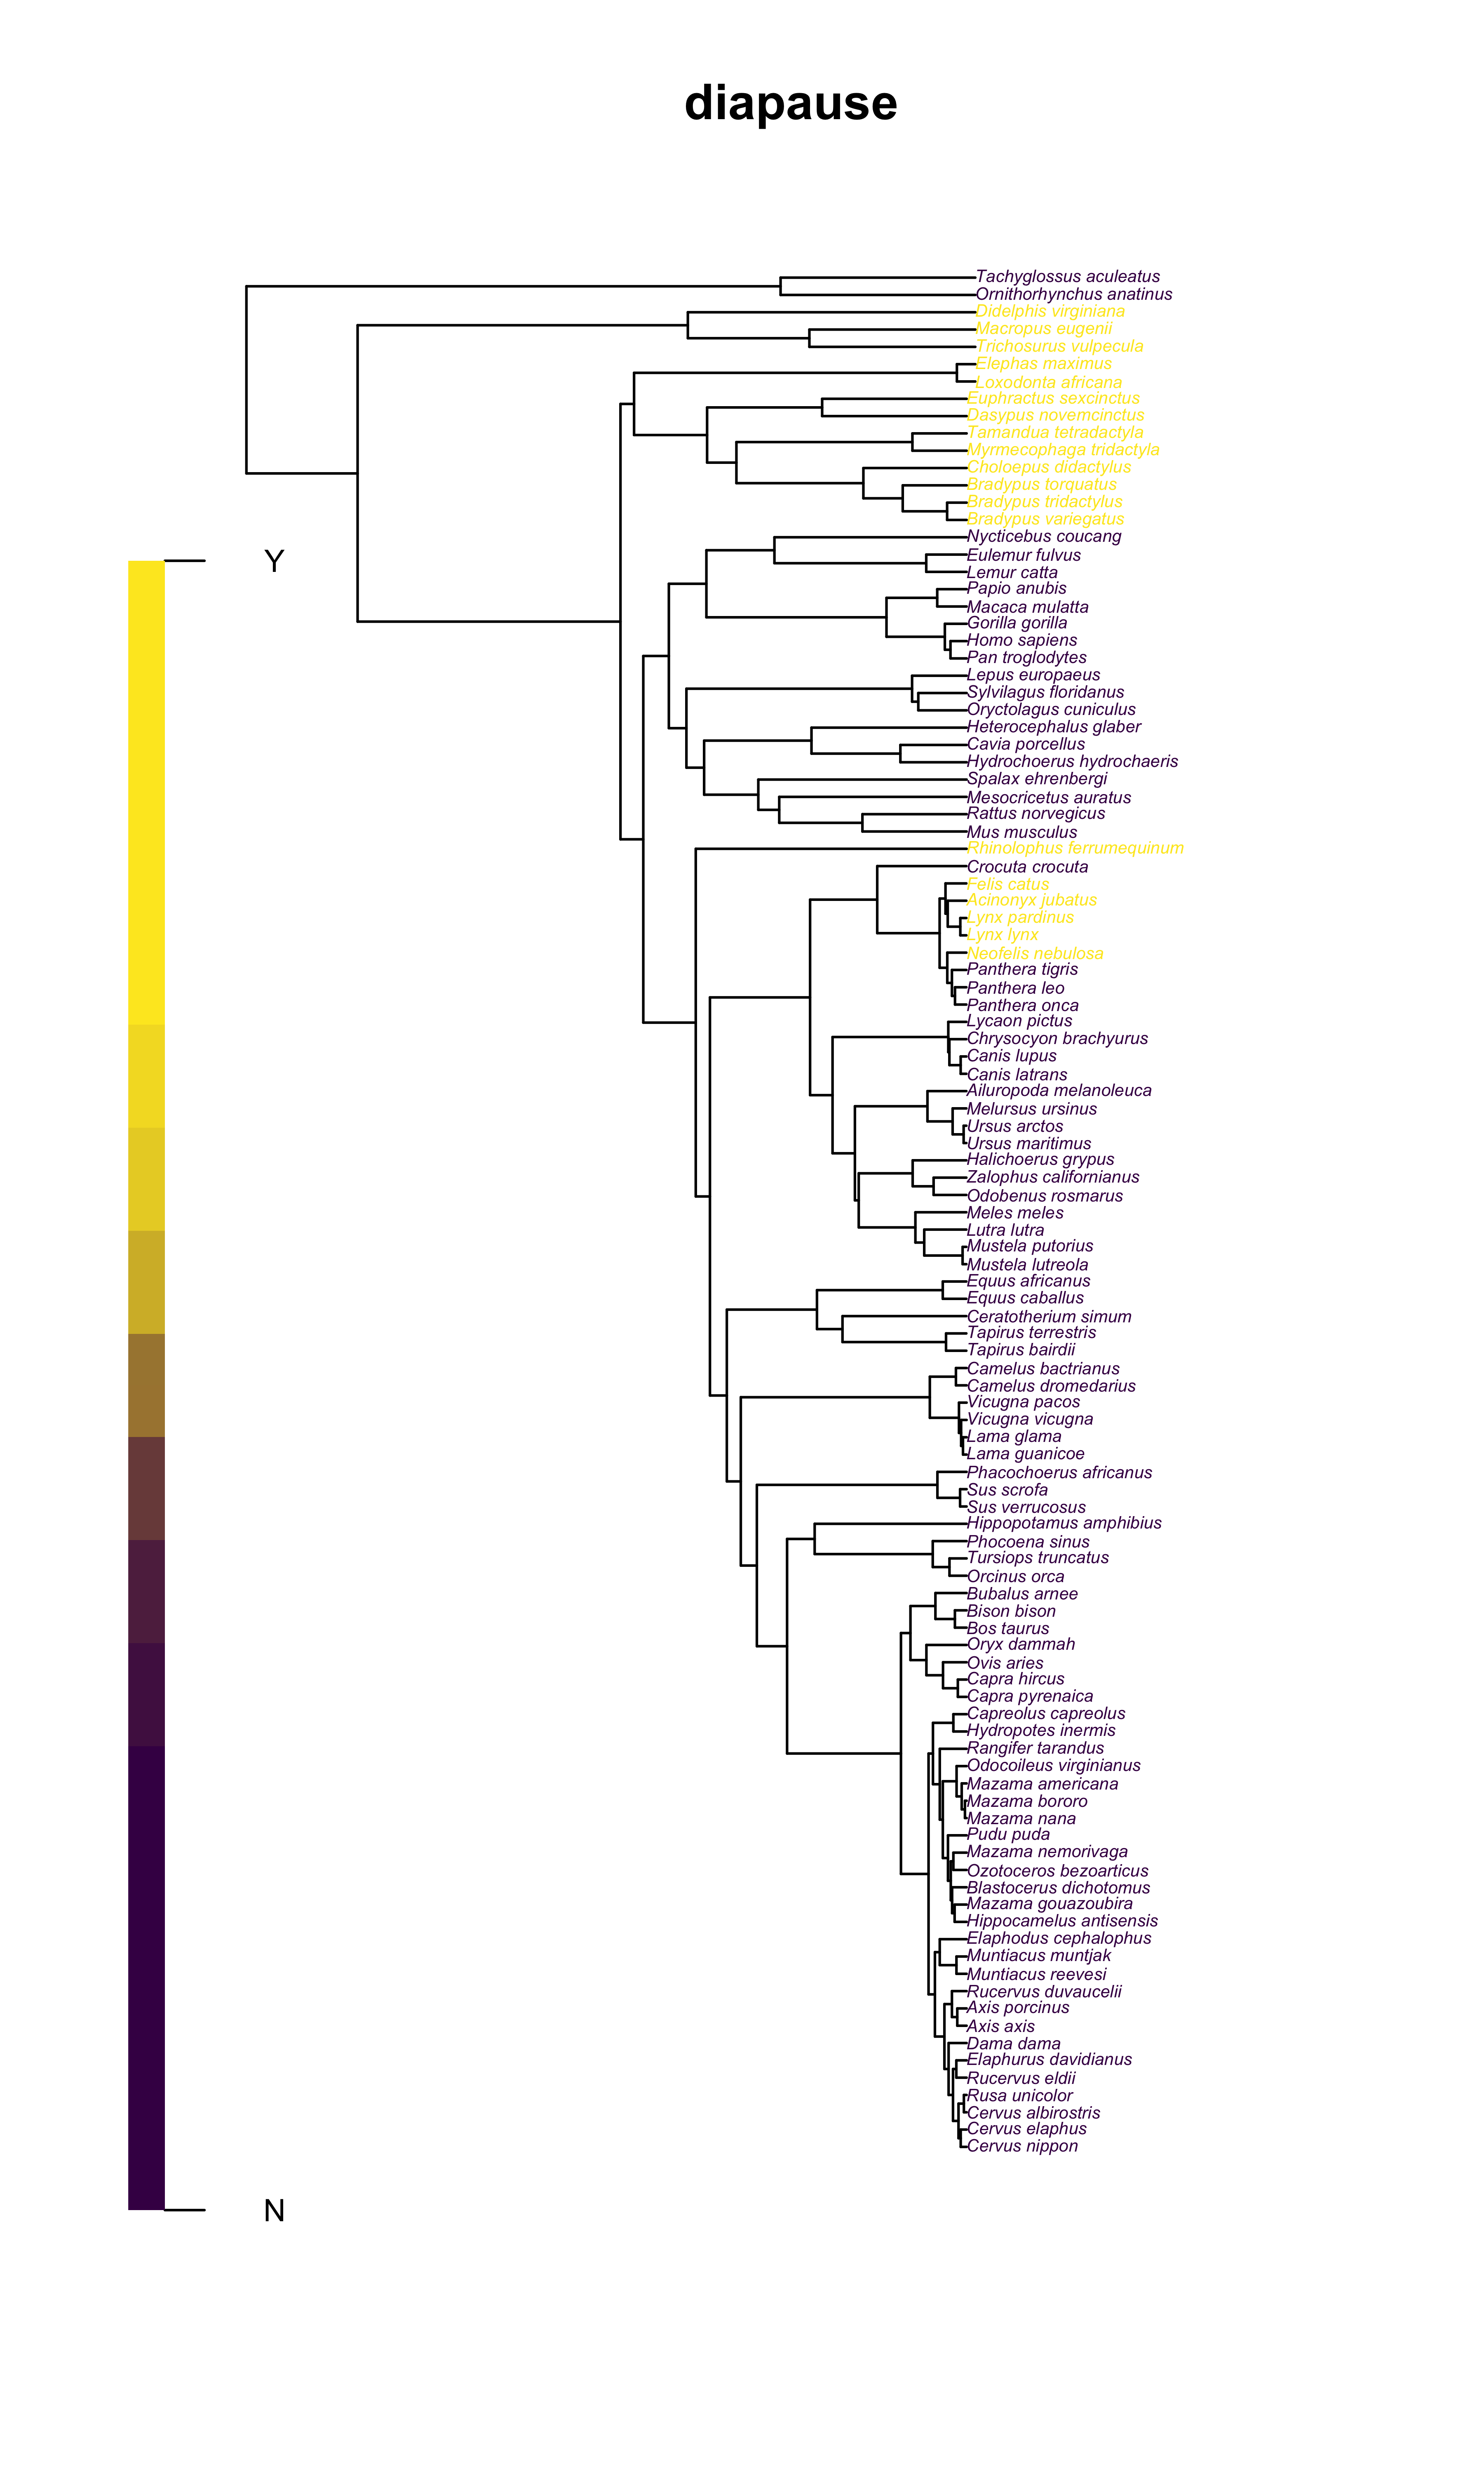 diapause
Tachyglossus aculeatus
Ornithorhynchus anatinus
Didelphis virginiana
Macropus eugenii
Trichosurus vulpecula
Elephas maximus
Loxodonta africana
Euphractus sexcinctus
Dasypus novemcinctus
Tamandua tetradactyla
Myrmecophaga tridactyla
Choloepus didactylus
Bradypus torquatus
Bradypus tridactylus
Bradypus variegatus
Nycticebus coucang
Eulemur fulvus
Y
Lemur catta
Papio anubis
Macaca mulatta
Gorilla gorilla
Homo sapiens
Pan troglodytes
Lepus europaeus
Sylvilagus floridanus
Oryctolagus cuniculus
Heterocephalus glaber
Cavia porcellus
Hydrochoerus hydrochaeris
Spalax ehrenbergi
Mesocricetus auratus
Rattus norvegicus
Mus musculus
Rhinolophus ferrumequinum
Crocuta crocuta
Felis catus
Acinonyx jubatus
Lynx pardinus
Lynx lynx
Neofelis nebulosa
Panthera tigris
Panthera leo
Panthera onca
Lycaon pictus
Chrysocyon brachyurus
Canis lupus
Canis latrans
Ailuropoda melanoleuca
Melursus ursinus
Ursus arctos
Ursus maritimus
Halichoerus grypus
Zalophus californianus
Odobenus rosmarus
Meles meles
Lutra lutra
Mustela putorius
Mustela lutreola
Equus africanus
Equus caballus
Ceratotherium simum
Tapirus terrestris
Tapirus bairdii
Camelus bactrianus
Camelus dromedarius
Vicugna pacos
Vicugna vicugna
Lama glama
Lama guanicoe
Phacochoerus africanus
Sus scrofa
Sus verrucosus
Hippopotamus amphibius
Phocoena sinus
Tursiops truncatus
Orcinus orca
Bubalus arnee
Bison bison
Bos taurus
Oryx dammah
Ovis aries
Capra hircus
Capra pyrenaica
Capreolus capreolus
Hydropotes inermis
Rangifer tarandus
Odocoileus virginianus
Mazama americana
Mazama bororo
Mazama nana
Pudu puda
Mazama nemorivaga
Ozotoceros bezoarticus
Blastocerus dichotomus
Mazama gouazoubira
Hippocamelus antisensis
Elaphodus cephalophus
Muntiacus muntjak
Muntiacus reevesi
Rucervus duvaucelii
Axis porcinus
Axis axis
Dama dama
Elaphurus davidianus
Rucervus eldii
Rusa unicolor
Cervus albirostris
Cervus elaphus
Cervus nippon
N